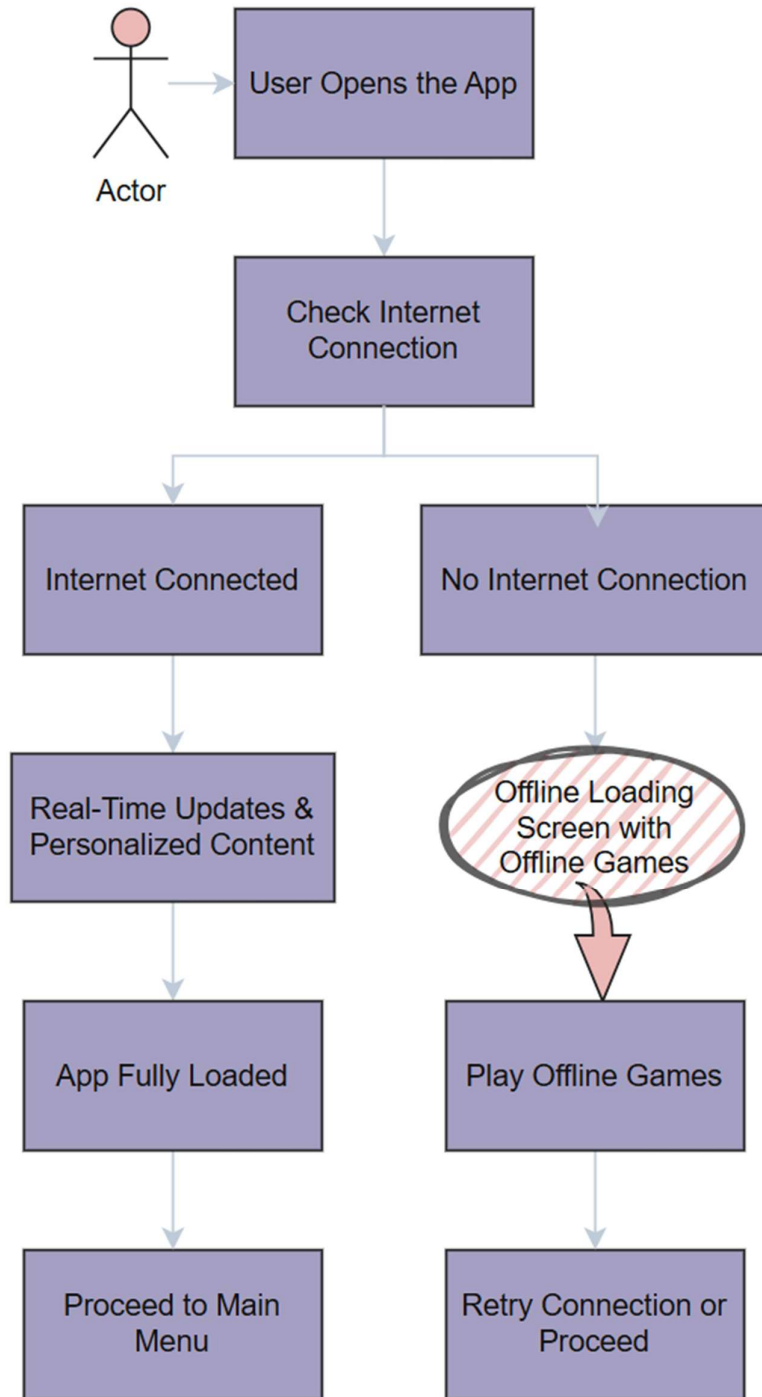 User Opens the App
Actor
Check Internet
Connection
Internet Connected
No Internet Connection
Real-Time Updates &
Personalized Content
Offline Loading
Screen with
Offline Games
App Fully Loaded
Play Offline Games
Proceed to Main
Menu
Retry Connection or
Proceed